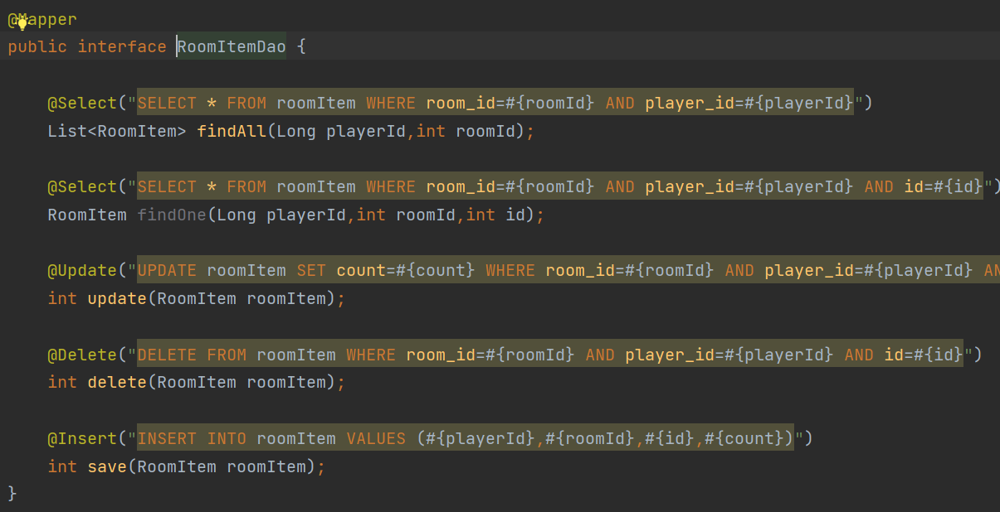 @Mapper
public interface RoomItemDao {
@Select("SELECT * FROM roomItem WHERE room_id=#{roomId} AND player_id=#{playerId}")
List<RoomItem> findAll(Long playerId,int roomId);
@Select("SELECT * FROM roomItem WHERE room_id=#{roomId} AND player_id=#{playerId} AND id=#{id}")
RoomItem findOne(Long playerId,int roomId,int id);
@Update("UPDATE roomItem SET count=#{count} WHERE room_id=#{roomId} AND player_id=#{playerId} AN
int update(RoomItem roomItem);
@Delete("DELETE FROM roomItem WHERE room_id=#{roomId} AND player_id=#{playerId} AND id=#{id}")
int delete(RoomItem roomItem);
@Insert("INSERT INTO roomItem VALUES (#{playerId},#{roomId},#{id},#{count})")
int save(RoomItem roomItem);
}